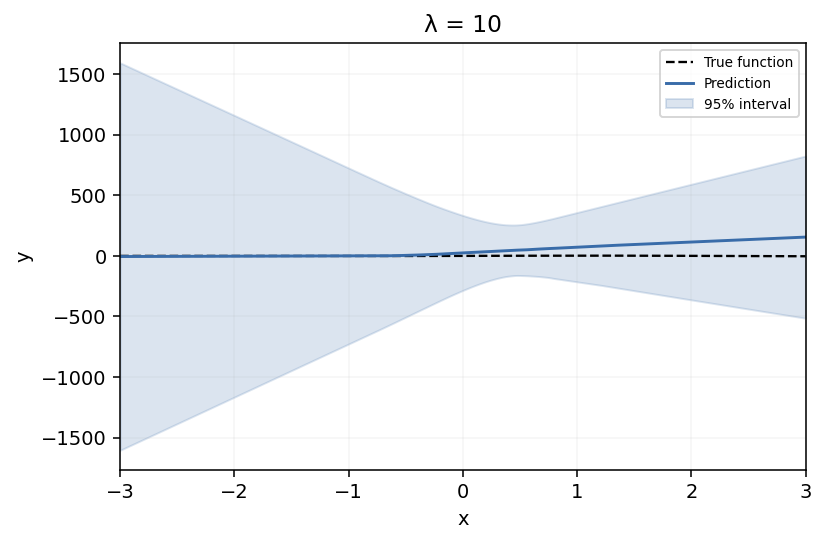 λ = 10
True function
Prediction
95% interval
y
1500
1000
500
0
−500
−1000
−1500
−3
−2
−1
0
1
2
3
x